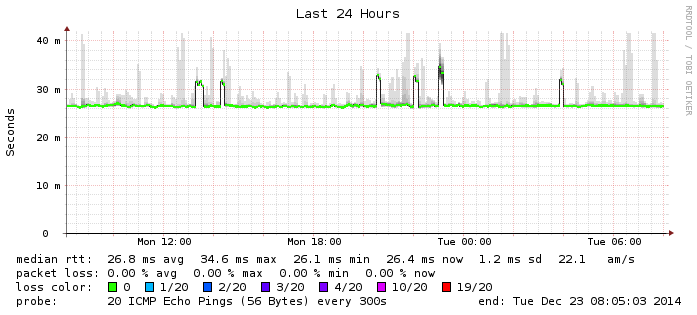 Last 24 Hours
RRDTOOL / TOBI OETIKER
40 m
30 m
20 m
10 m
0
Seconds
Mon 12:00 Mon 18:00 Tue 00:00 Tue 06:00
median rtt: 26.8 ms avg 34.6 ms max 26.1 ms min 26.4 ms now 1.2 ms sd 22.1 am/s
packet loss: 0.00 % avg 0.00 % max 0.00 % min 0.00 % now
loss color: 0 1/20 2/20 3/20 4/20 10/20 19/20
probe: 20 ICMP Echo Pings (56 Bytes) every 300s end: Tue Dec 23 08:05:03 2014